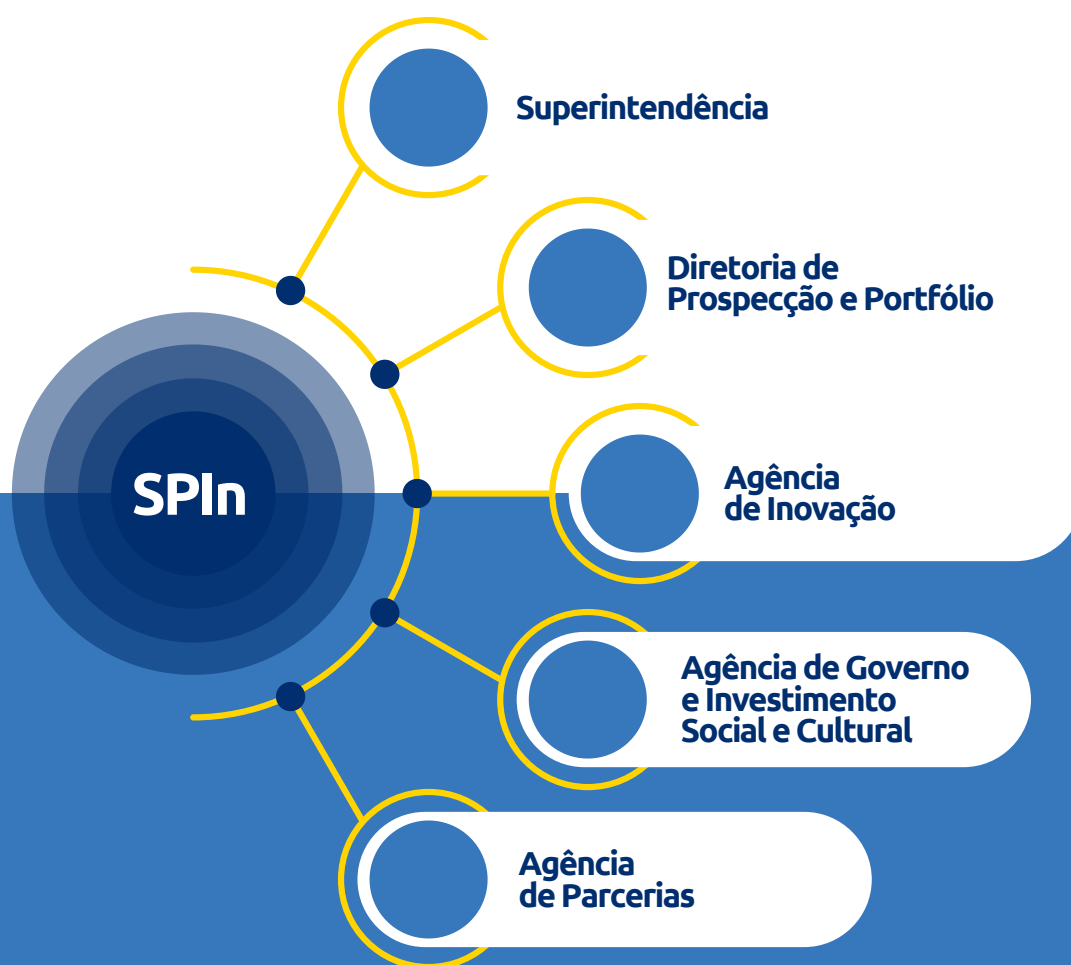 Superintendência
Diretoria de
Prospecção e Portfólio
SPIn
Agência
de Inovação
Agência de Governo
e Investimento
Social e Cultural
Agência
de Parcerias